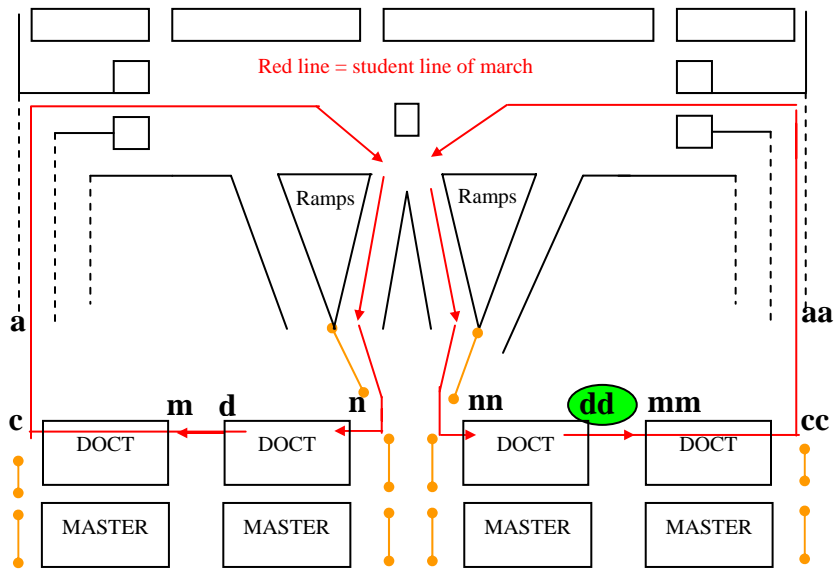 Red line = student line of march
Ramps
Ramps
a
aa
c
m
d
n
nn
dd
mm
cc
DOCT
DOCT
DOCT
DOCT
MASTER
MASTER
MASTER
MASTER